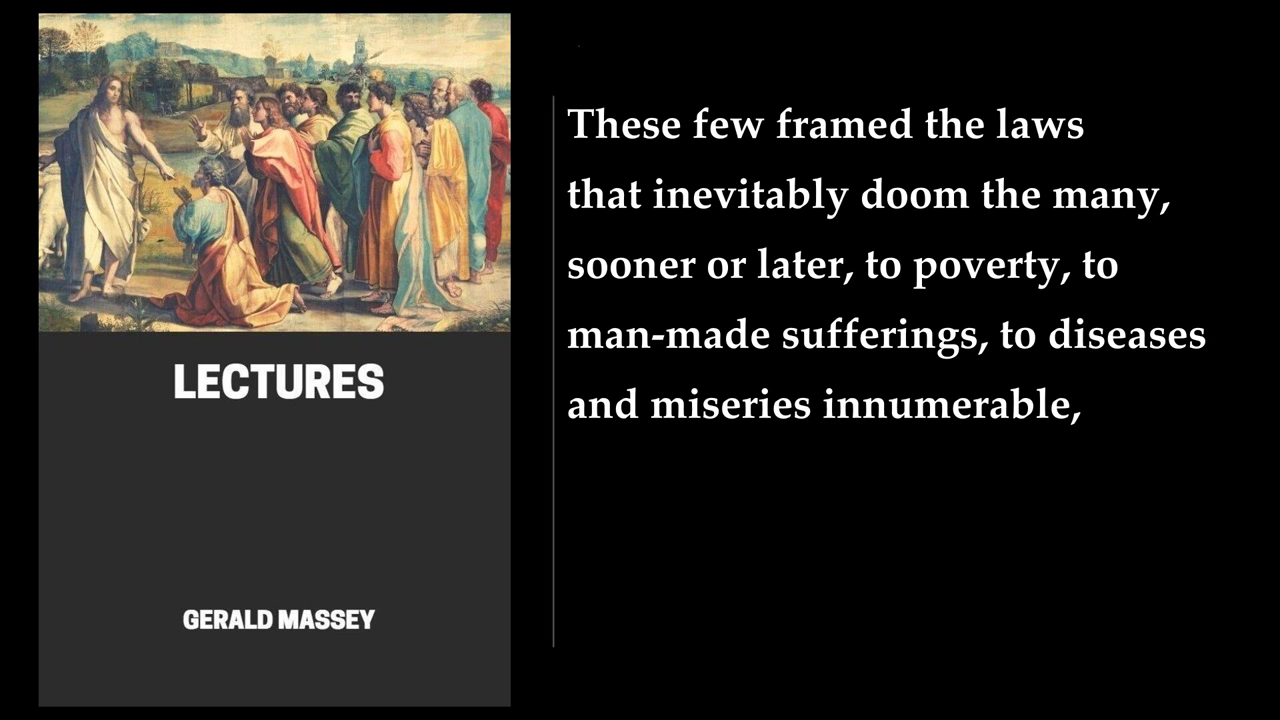 LECTURES
GERALD MASSEY
These few framed the laws
that inevitably doom the many,
sooner or later, to poverty, to
man-made sufferings, to diseases
and miseries innumerable,